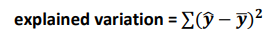 explained variation = ∑(ŷ − y̅)²